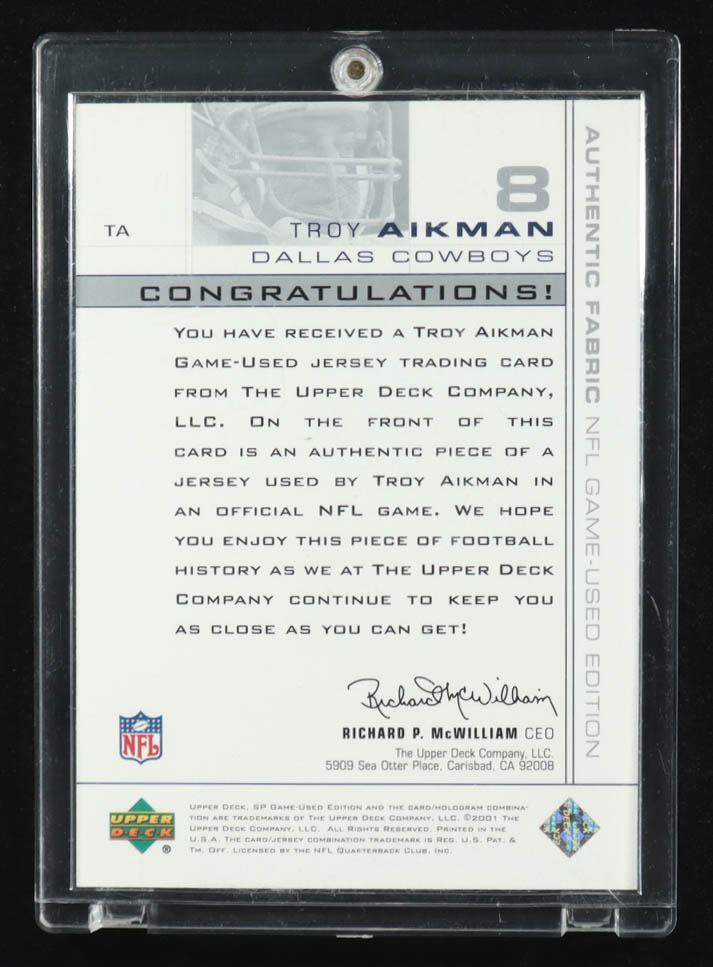 8
TA
TROY AIKMAN
DALLAS COWBOYS
CONGRATULATIONS!
YOU HAVE RECEIVED A TROY AIKMAN
GAME-USED JERSEY TRADING CARD
FROM THE UPPER DECK COMPANY,
LLC. ON THE FRONT OF THIS
CARD IS AN AUTHENTIC PIECE OF A
JERSEY USED BY TROY AIKMAN IN
AN OFFICIAL NFL GAME. WE HOPE
YOU ENJOY THIS PIECE OF FOOTBALL
HISTORY AS WE AT THE UPPER DECK
COMPANY CONTINUE TO KEEP YOU
AS CLOSE AS YOU CAN GET!
AUTHENTIC FABRIC NFL GAME-USED EDITION
Richard McWilliam
RICHARD P. McWILLIAM CEO
The Upper Deck Company, LLC.
5909 Sea Otter Place, Carlsbad, CA 92008
NFL
UPPER
DECK
®
UPPER DECK, SP GAME-USED EDITION AND THE CARD/HOLOGRAM COMBINA-
TION ARE TRADEMARKS OF THE UPPER DECK COMPANY, LLC. ©2001 THE
UPPER DECK COMPANY, LLC. ALL RIGHTS RESERVED. PRINTED IN THE
U.S.A. THE CARD/JERSEY COMBINATION TRADEMARK IS REG. U.S. PAT. &
TM. OFF. LICENSED BY THE NFL QUARTERBACK CLUB, INC.